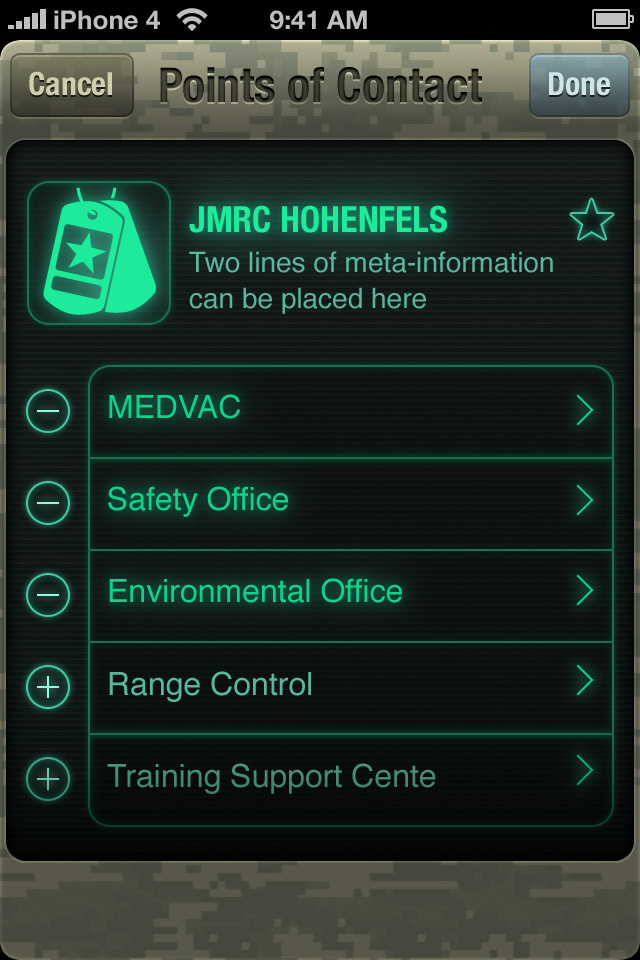 iPhone 4 9:41 AM
Cancel Points of Contact Done
JMRC HOHENFELS
Two lines of meta-information
can be placed here
MEDVAC
Safety Office
Environmental Office
Range Control
Training Support Cente